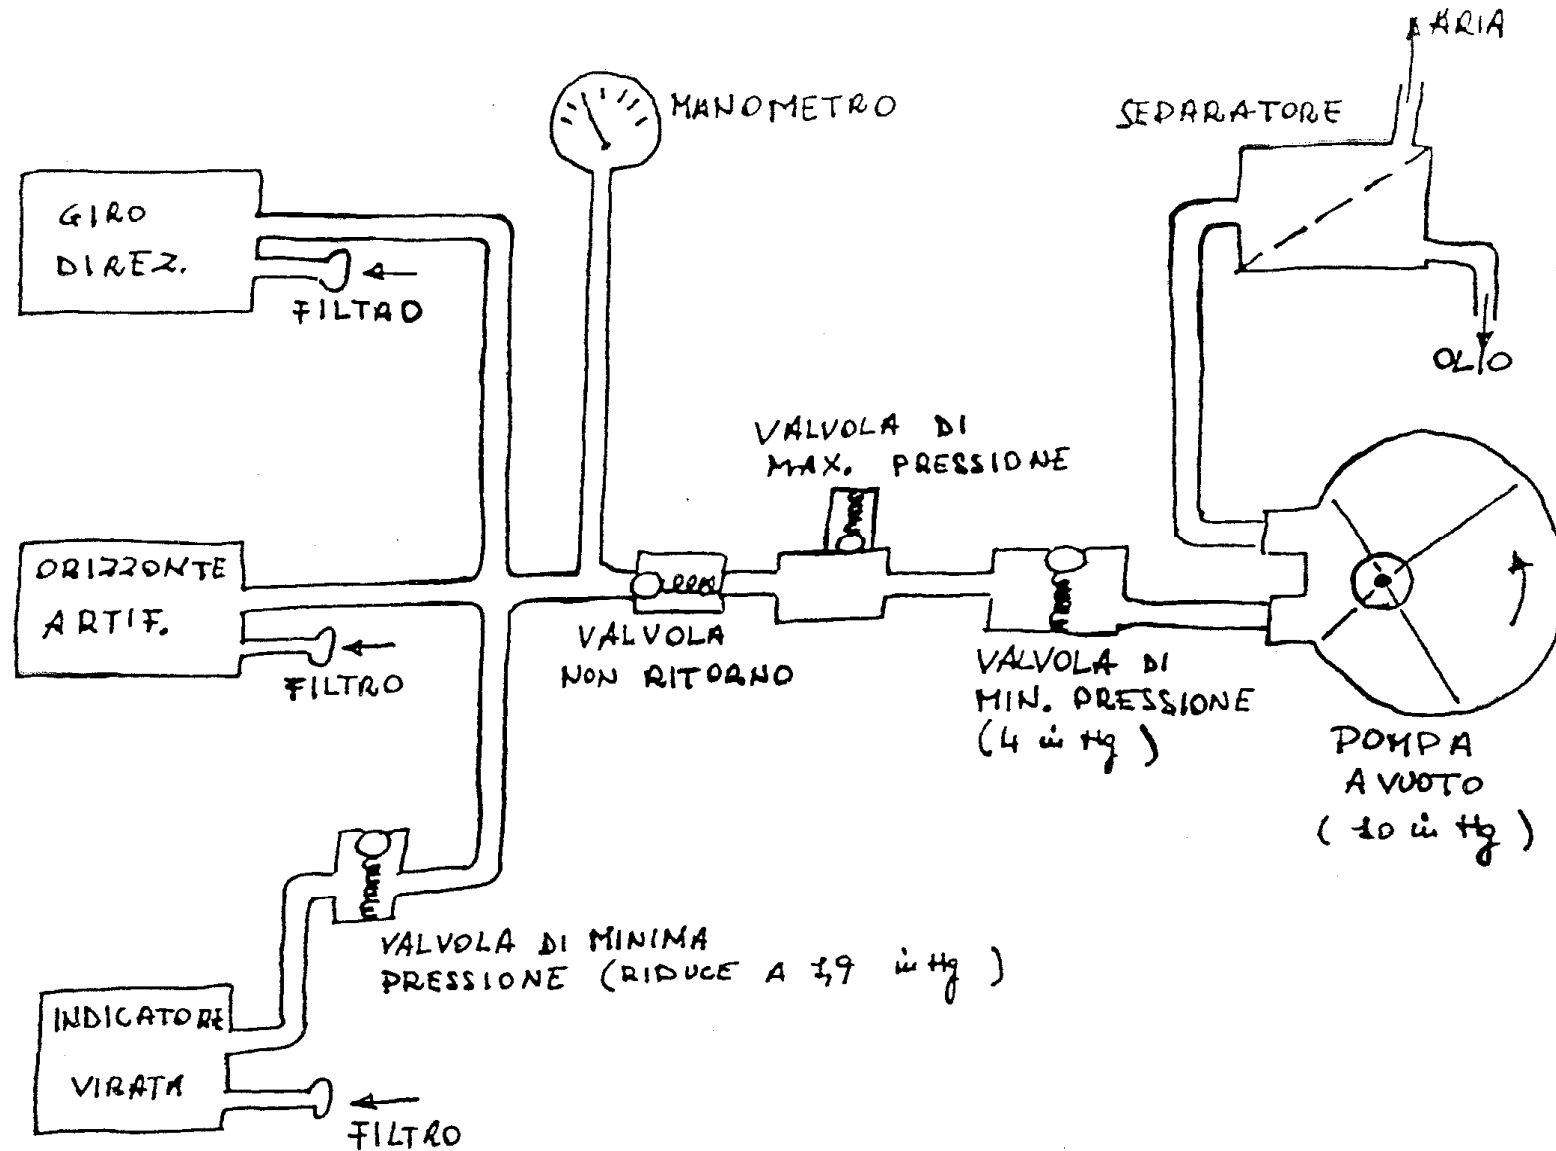 ARIA
MANOMETRO
SEPARATORE
GIRO
DIREZ.
FILTRO
OLIO
VALVOLA DI
MAX. PRESSIONE
ORIZZONTE
ARTIF.
FILTRO
VALVOLA
NON RITORNO
VALVOLA DI
MIN. PRESSIONE
(4 in Hg)
POMPA
A VUOTO
(10 in Hg)
VALVOLA DI MINIMA
PRESSIONE (RIDUCE A 1,9 in Hg)
INDICATORE
VIRATA
FILTRO